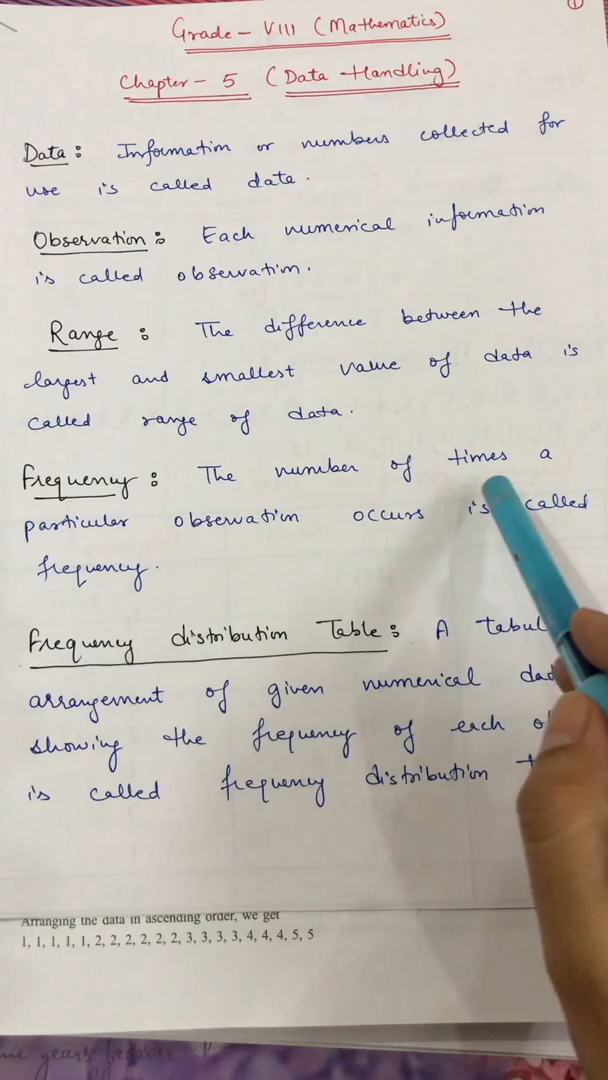 ①
Grade - VIII (Mathematics)
Chapter - 5 (Data Handling)
Data : Information or numbers collected for
use is called data.
Observation : Each numerical information
is called observation.
Range : The difference between the
largest and smallest value of data is
called range of data.
Frequency : The number of times a
particular observation occurs is called
frequency.
Frequency distribution Table : A tabul
arrangement of given numerical
showing the frequency of each
is called frequency distribution
Arranging the data in ascending order, we get
1, 1, 1, 1, 1, 2, 2, 2, 2, 2, 2, 3, 3, 3, 3, 4, 4, 4, 5, 5
years